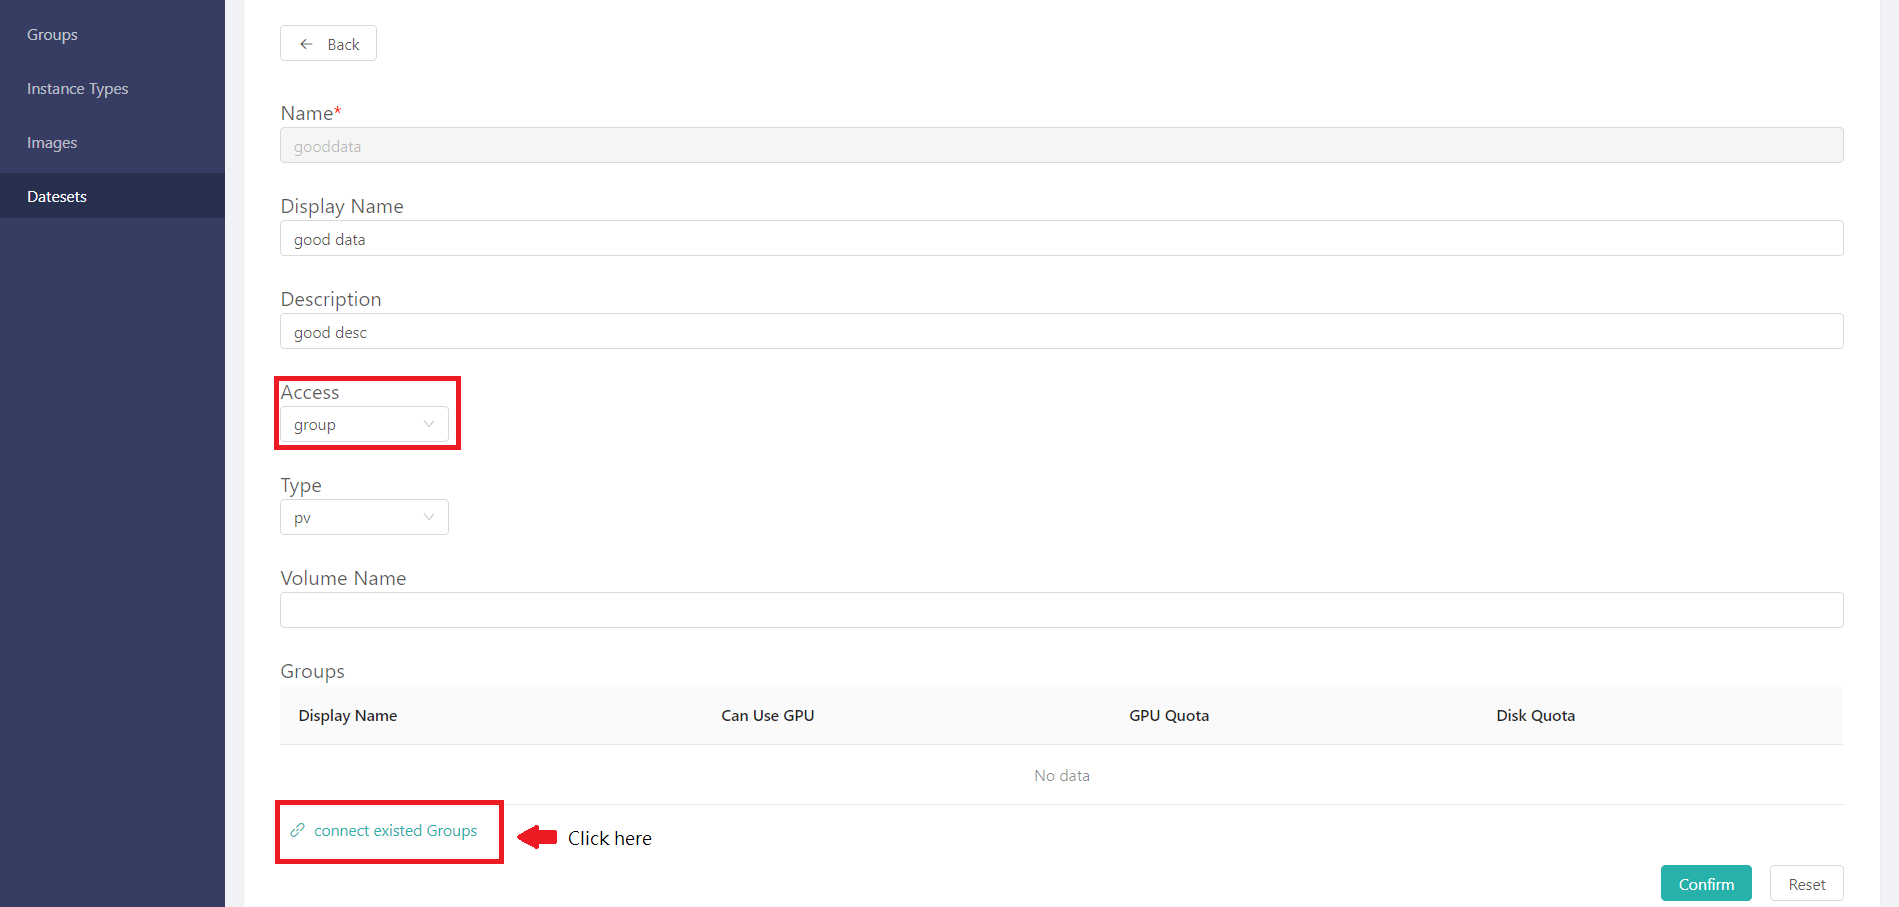 Groups
Instance Types
Images
Datesets
Back
Name*
gooddata
Display Name
good data
Description
good desc
Access
group
Type
pv
Volume Name
Groups
Display Name Can Use GPU GPU Quota Disk Quota
No data
connect existed Groups Click here
Confirm Reset